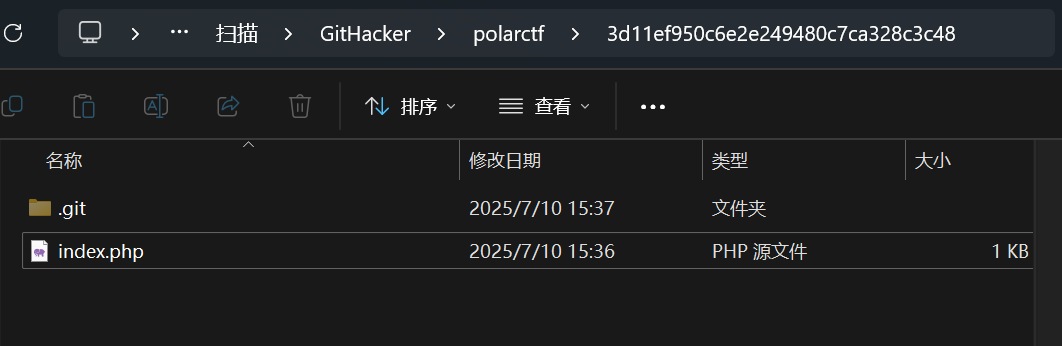 … 扫描 GitHacker polarctf 3d11ef950c6e2e249480c7ca328c3c48
排序 查看 …
名称 修改日期 类型 大小
.git 2025/7/10 15:37 文件夹
index.php 2025/7/10 15:36 PHP 源文件 1 KB